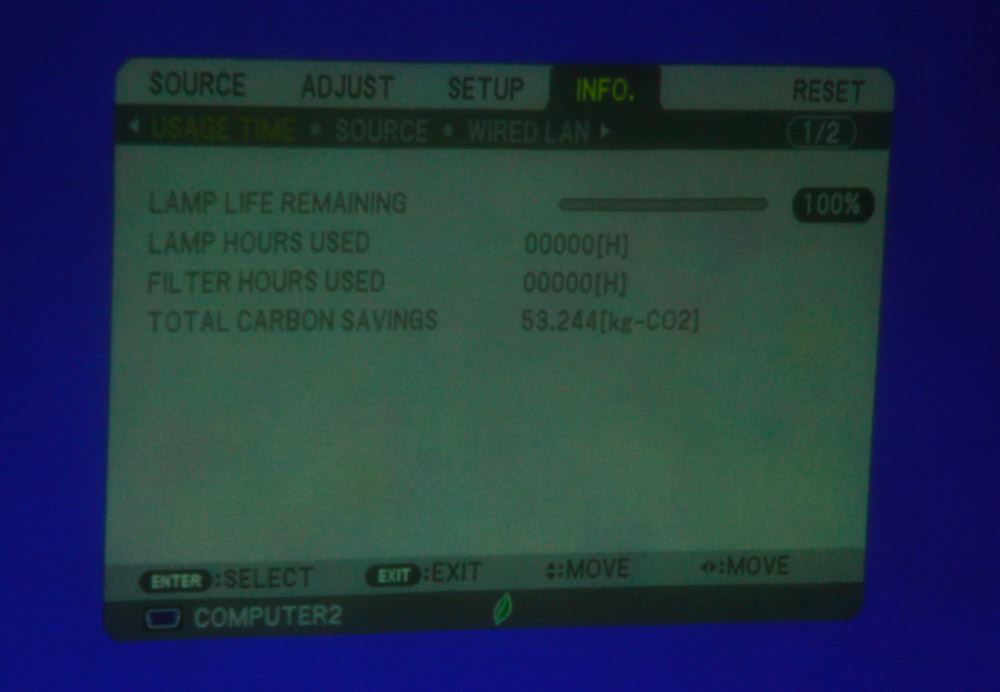 SOURCE ADJUST SETUP INFO. RESET
USAGE TIME • SOURCE • WIRED LAN 1/2
LAMP LIFE REMAINING 100%
LAMP HOURS USED 00000[H]
FILTER HOURS USED 00000[H]
TOTAL CARBON SAVINGS 53.244[kg-CO2]
ENTER :SELECT EXIT :EXIT :MOVE :MOVE
COMPUTER2